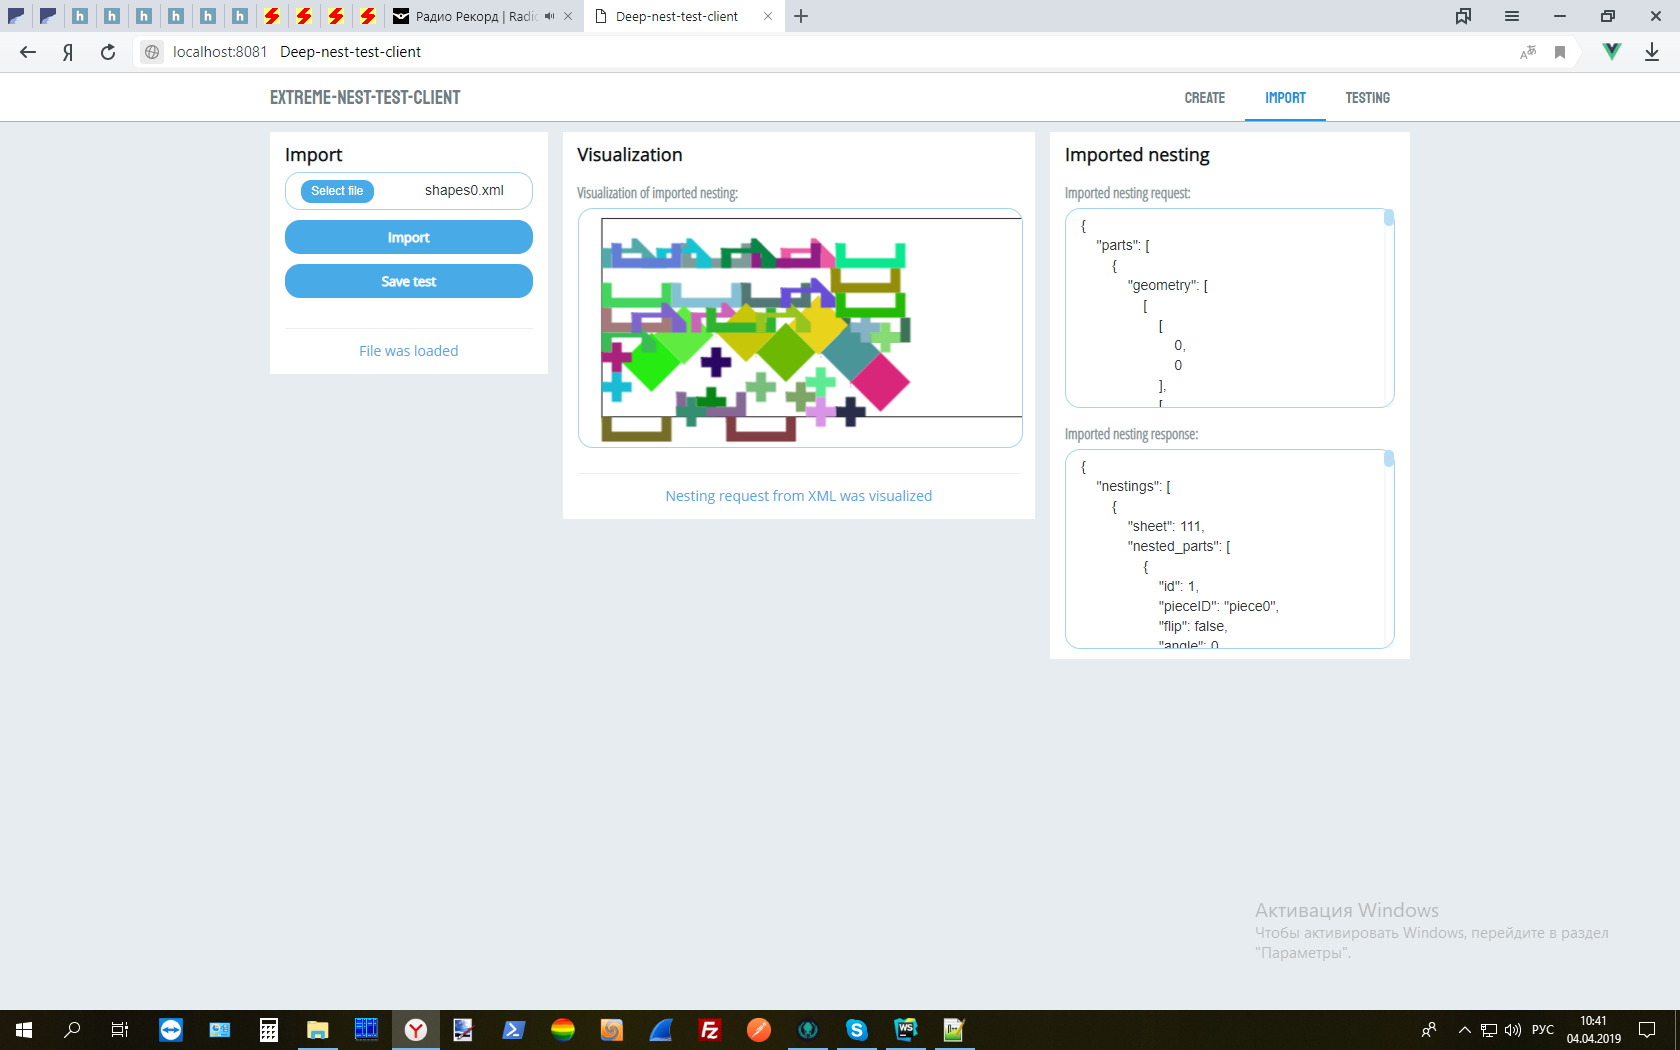 Радио Рекорд | Radio
Deep-nest-test-client
localhost:8081 Deep-nest-test-client
EXTREME-NEST-TEST-CLIENT
CREATE
IMPORT
TESTING
Import
Select file
shapes0.xml
Import
Save test
File was loaded
Visualization
Visualization of imported nesting:
Nesting request from XML was visualized
Imported nesting
Imported nesting request:
{
"parts": [
{
"geometry": [
[
[
0,
0
],
[
Imported nesting response:
{
"nestings": [
{
"sheet": 111,
"nested_parts": [
{
"id": 1,
"pieceID": "piece0",
"flip": false,
"angle": 0
Активация Windows
Чтобы активировать Windows, перейдите в раздел
"Параметры".
РУС
10:41
04.04.2019